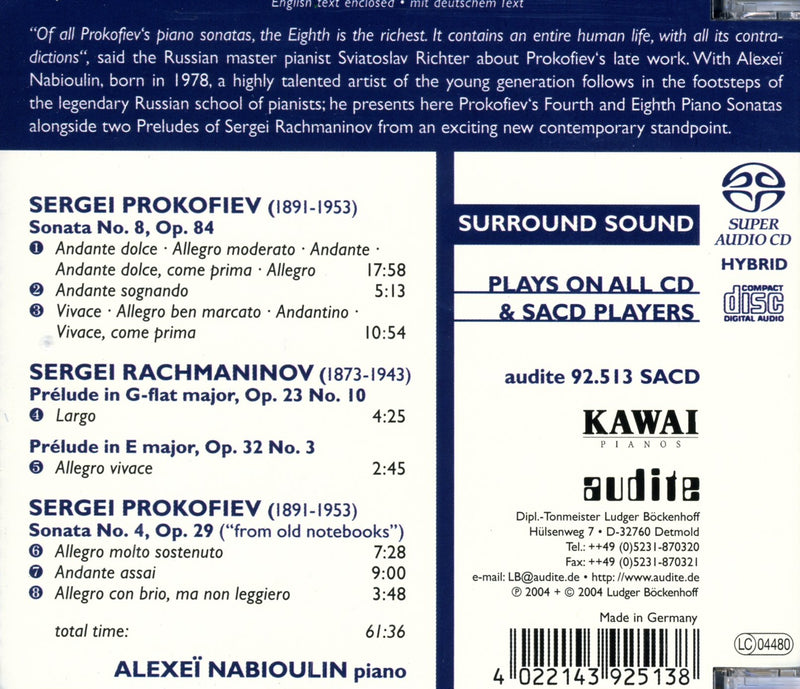 English text enclosed • mit deutschem Text
"Of all Prokofiev's piano sonatas, the Eighth is the richest. It contains an entire human life, with all its contra-
dictions", said the Russian master pianist Sviatoslav Richter about Prokofiev's late work. With Alexeï
Nabioulin, born in 1978, a highly talented artist of the young generation follows in the footsteps of
the legendary Russian school of pianists; he presents here Prokofiev's Fourth and Eighth Piano Sonatas
alongside two Preludes of Sergei Rachmaninov from an exciting new contemporary standpoint.
SERGEI PROKOFIEV (1891-1953)
Sonata No. 8, Op. 84
1 Andante dolce · Allegro moderato · Andante ·
Andante dolce, come prima · Allegro 17:58
2 Andante sognando 5:13
3 Vivace · Allegro ben marcato · Andantino ·
Vivace, come prima 10:54
SERGEI RACHMANINOV (1873-1943)
Prélude in G-flat major, Op. 23 No. 10
4 Largo 4:25
Prélude in E major, Op. 32 No. 3
5 Allegro vivace 2:45
SERGEI PROKOFIEV (1891-1953)
Sonata No. 4, Op. 29 ("from old notebooks")
6 Allegro molto sostenuto 7:28
7 Andante assai 9:00
8 Allegro con brio, ma non leggiero 3:48
total time: 61:36
ALEXEÏ NABIOULIN piano
SURROUND SOUND
PLAYS ON ALL CD
& SACD PLAYERS
SUPER
AUDIO CD
HYBRID
COMPACT
disc
DIGITAL AUDIO
audite 92.513 SACD
KAWAI
PIANOS
audite
Dipl.-Tonmeister Ludger Böckenhoff
Hülsenweg 7 • D-32760 Detmold
Tel.: ++49 (0)5231-870320
Fax: ++49 (0)5231-870321
e-mail: LB@audite.de • http://www.audite.de
℗ 2004 + © 2004 Ludger Böckenhoff
Made in Germany
LC 04480
4 022143 925138